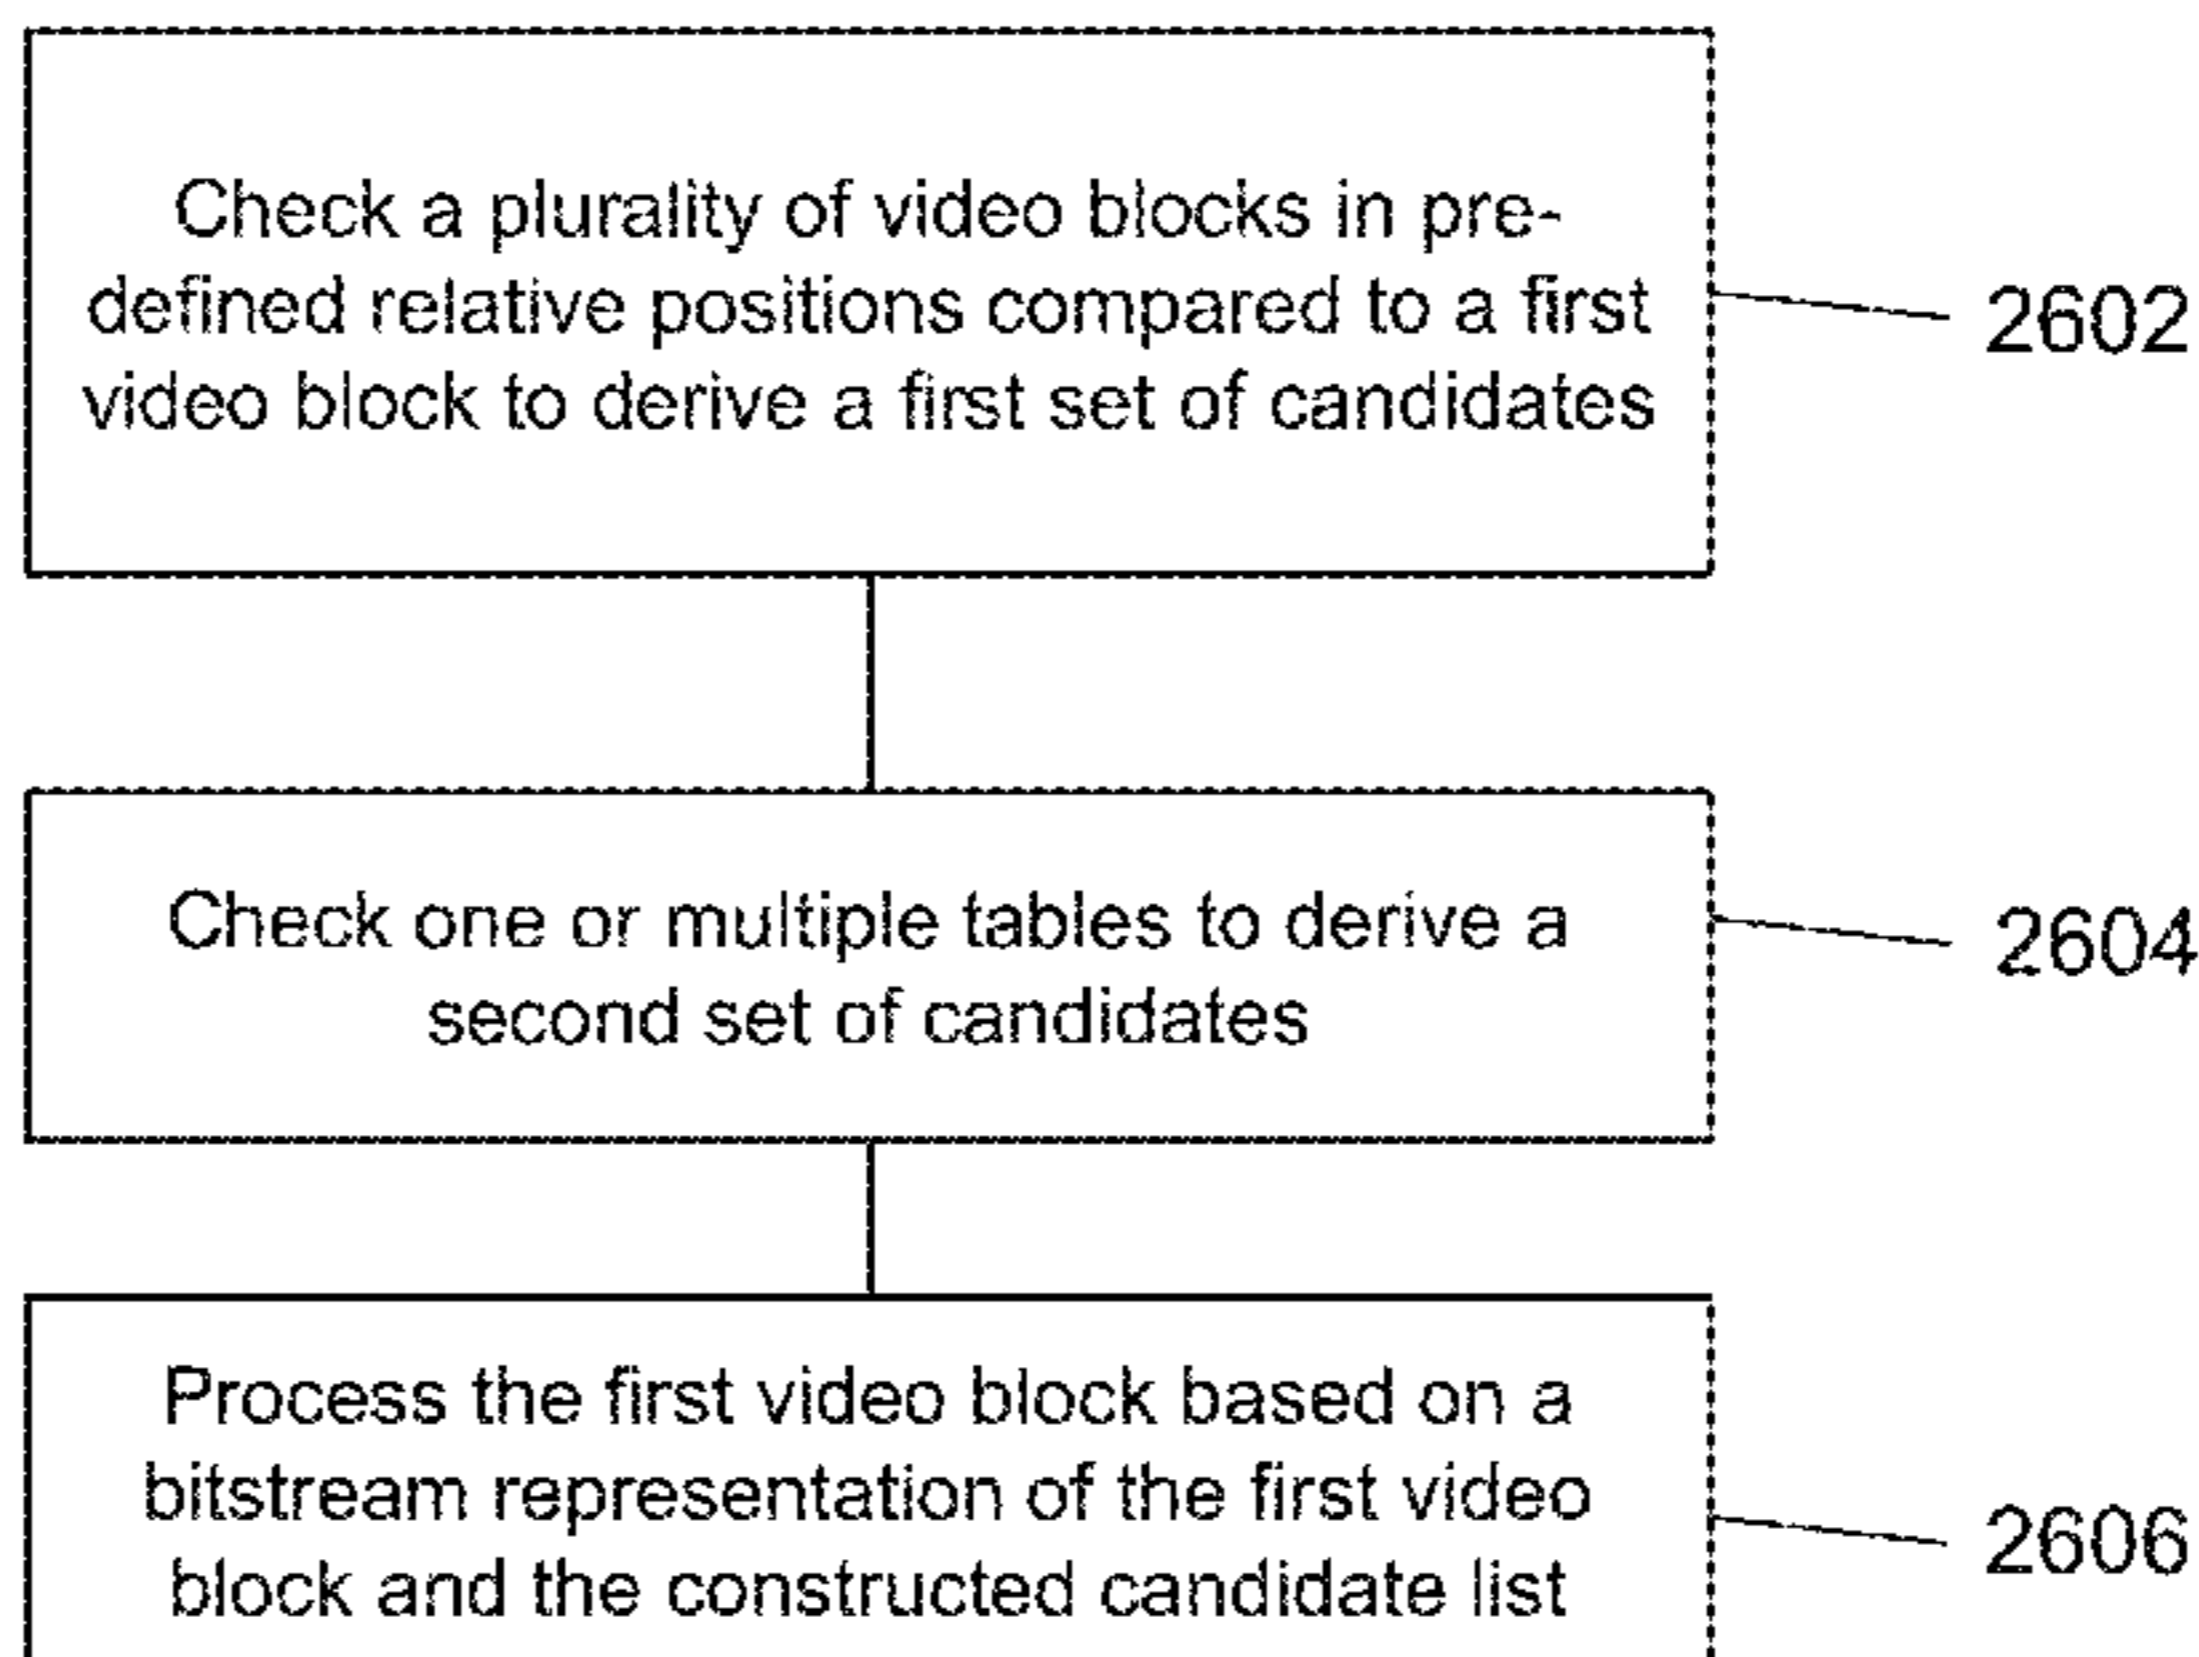 Check a plurality of video blocks in pre-
defined relative positions compared to a first
video block to derive a first set of candidates
2602
Check one or multiple tables to derive a
second set of candidates
2604
Process the first video block based on a
bitstream representation of the first video
block and the constructed candidate list
2606